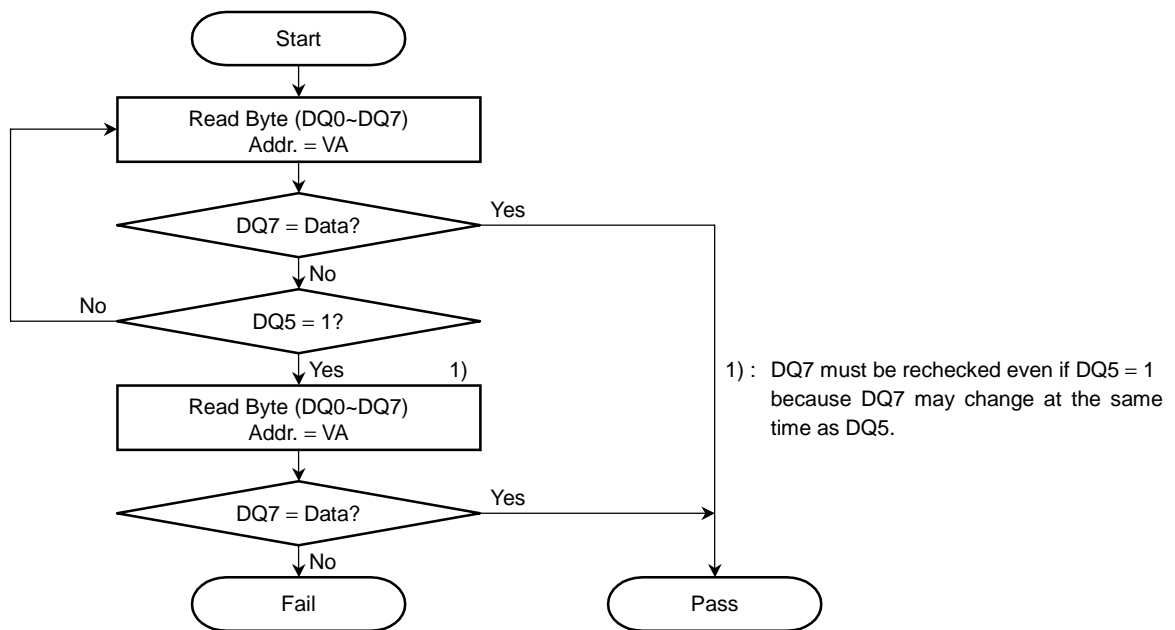 Start
Read Byte (DQ0~DQ7)
Addr. = VA
DQ7 = Data?
Yes
No
No
DQ5 = 1?
Yes
1)
Read Byte (DQ0~DQ7)
Addr. = VA
1) : DQ7 must be rechecked even if DQ5 = 1
because DQ7 may change at the same
time as DQ5.
DQ7 = Data?
Yes
No
Fail
Pass